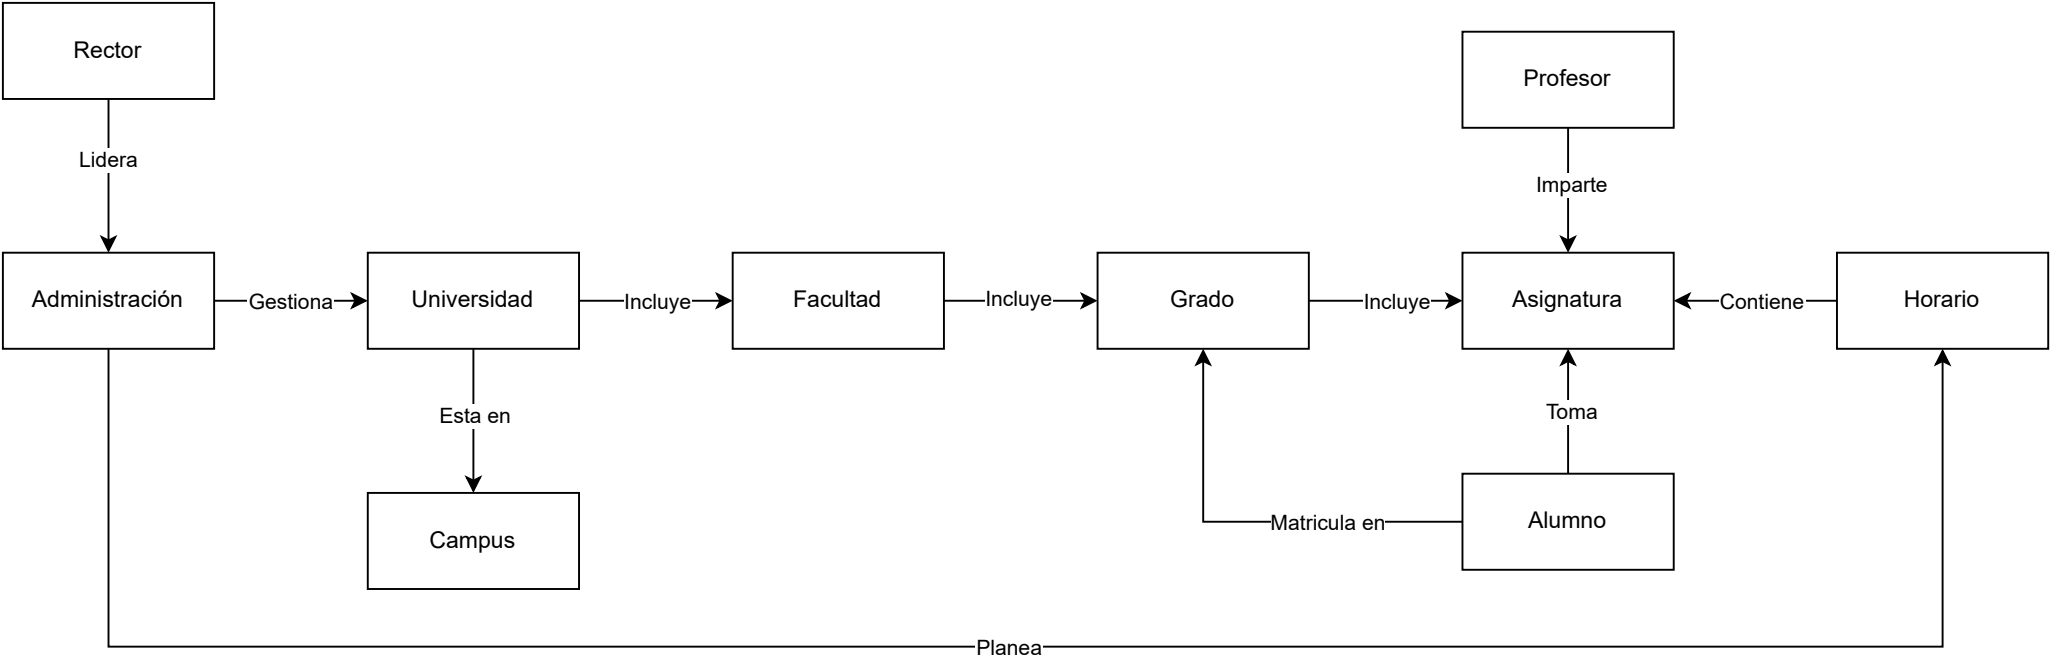 Rector
Profesor
Lidera
Imparte
Administración
Gestiona
Universidad
Incluye
Facultad
Incluye
Grado
Incluye
Asignatura
Contiene
Horario
Esta en
Toma
Campus
Matricula en
Alumno
Planea